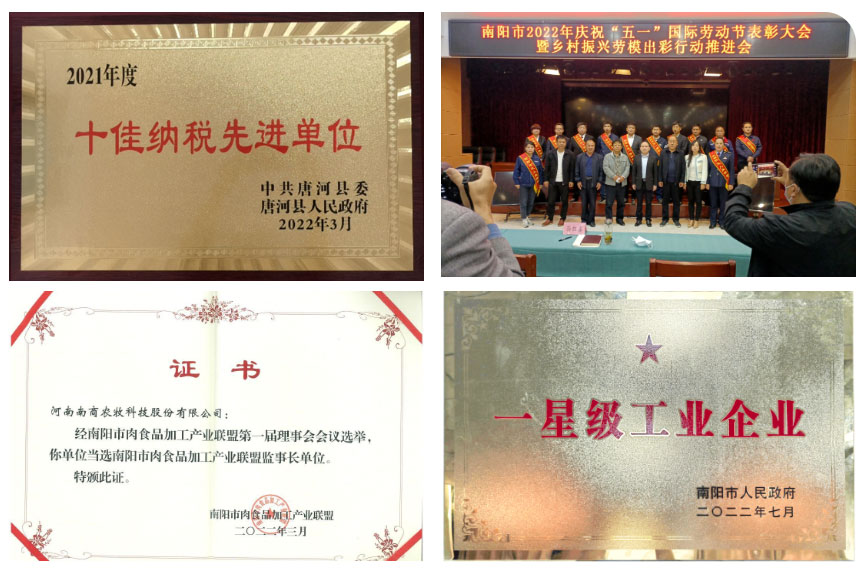 2021年度
十佳纳税先进单位
中共唐河县委
唐河县人民政府
2022年3月
南阳市2022年庆祝“五一”国际劳动节表彰大会
暨乡村振兴劳模出彩行动推进会
证书
河南南商农牧科技股份有限公司：
经南阳市肉食品加工产业联盟第一届理事会会议选举，
你单位当选南阳市肉食品加工产业联盟监事长单位。
特颁此证。
南阳市肉食品加工产业联盟
二〇二二年三月
一星级工业企业
南阳市人民政府
二〇二二年七月